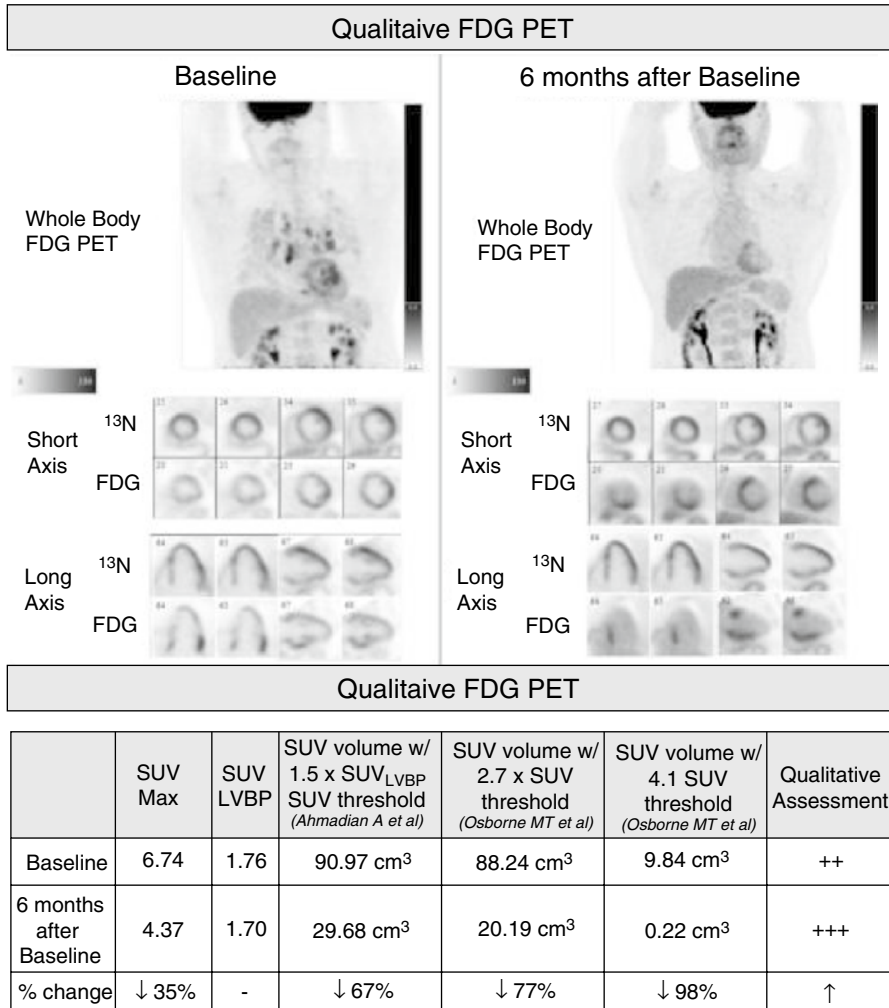 Qualitaive FDG PET
Baseline
6 months after Baseline
Whole Body
FDG PET
Whole Body
FDG PET
Short
Axis
13N
FDG
Long
Axis
13N
FDG
Short
Axis
13N
FDG
Long
Axis
13N
FDG
Qualitaive FDG PET
SUV
Max
SUV
LVBP
SUV volume w/
1.5 x SUVLVBP
SUV threshold
(Ahmadian A et al)
SUV volume w/
2.7 x SUV
threshold
(Osborne MT et al)
SUV volume w/
4.1 SUV
threshold
(Osborne MT et al)
Qualitative
Assessment
Baseline 6.74 1.76 90.97 cm³ 88.24 cm³ 9.84 cm³ ++
6 months
after
Baseline
4.37 1.70 29.68 cm³ 20.19 cm³ 0.22 cm³ +++
% change ↓ 35% - ↓ 67% ↓ 77% ↓ 98% ↑